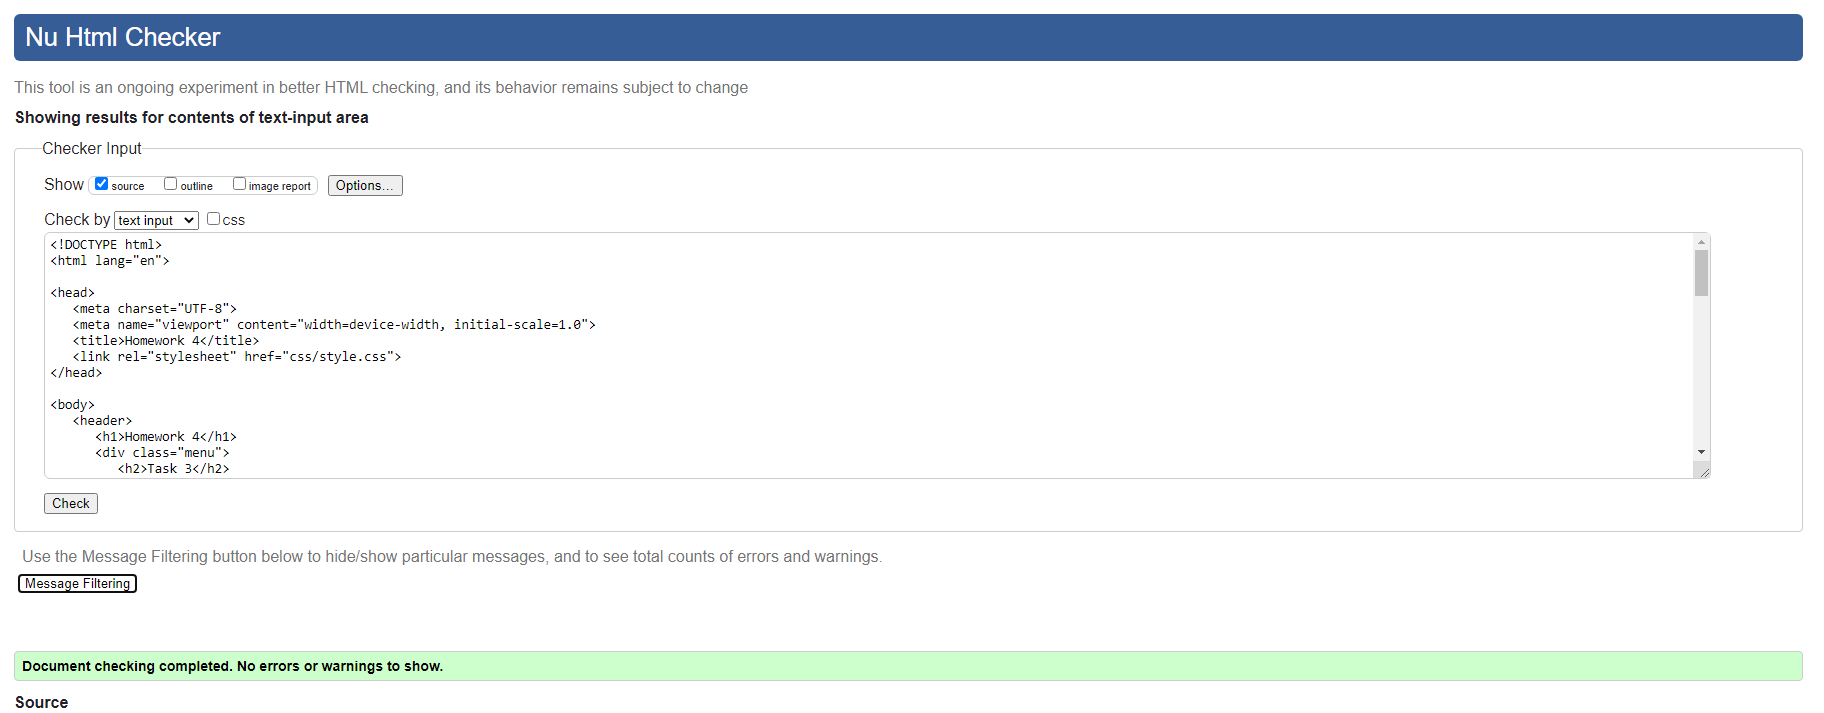 Nu Html Checker
This tool is an ongoing experiment in better HTML checking, and its behavior remains subject to change
Showing results for contents of text-input area
Checker Input
Show source outline image report Options...
Check by text input css
<!DOCTYPE html>
<html lang="en">
<head>
<meta charset="UTF-8">
<meta name="viewport" content="width=device-width, initial-scale=1.0">
<title>Homework 4</title>
<link rel="stylesheet" href="css/style.css">
</head>
<body>
<header>
<h1>Homework 4</h1>
<div class="menu">
<h2>Task 3</h2>
Check
Use the Message Filtering button below to hide/show particular messages, and to see total counts of errors and warnings.
Message Filtering
Document checking completed. No errors or warnings to show.
Source